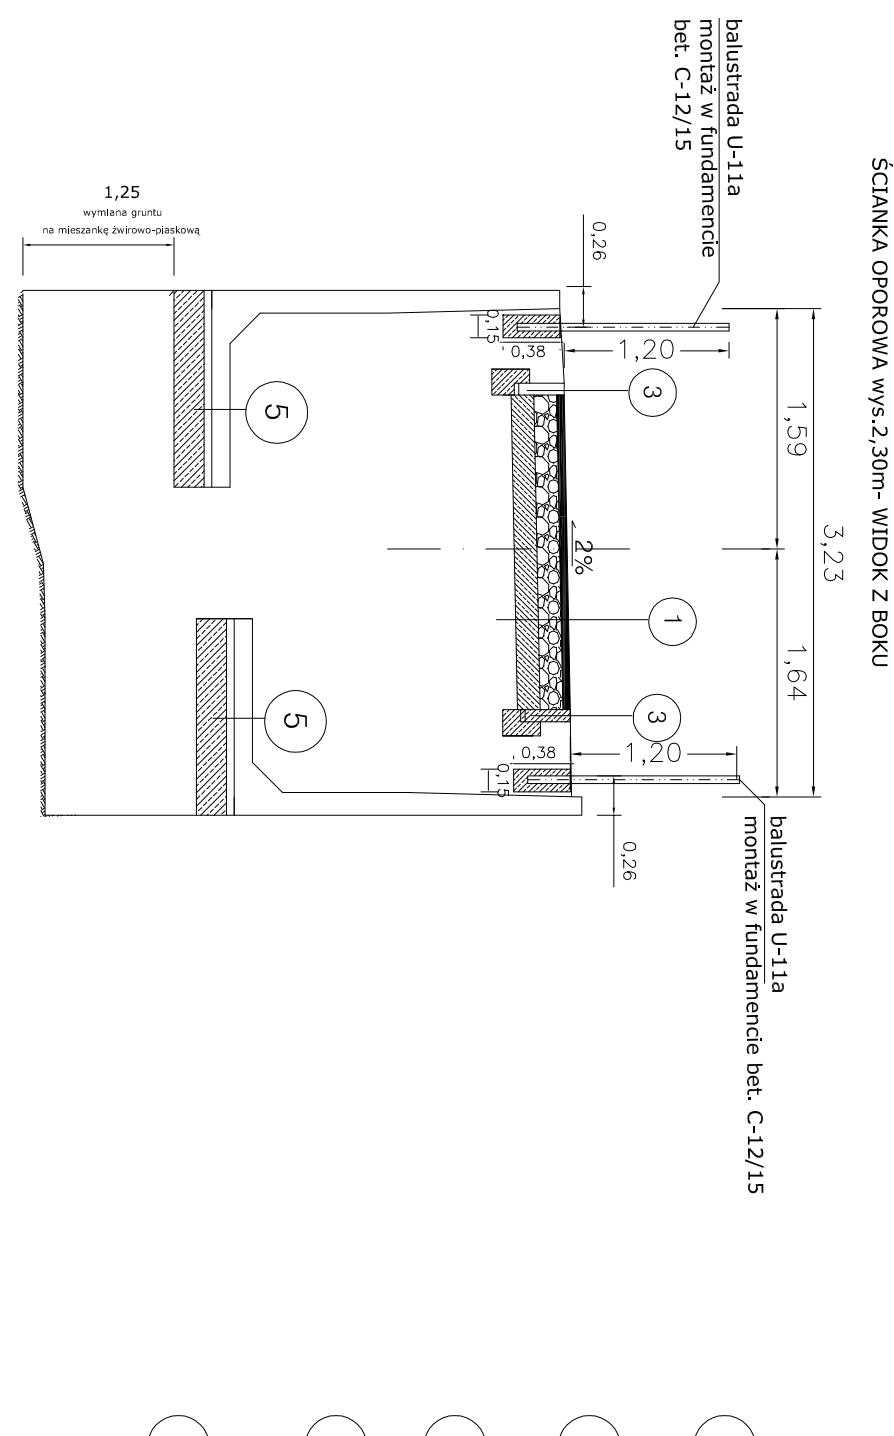 ŚCIANKA OPOROWA wys.2,30m- WIDOK Z BOKU
balustrada U-11a
montaż w fundamencie
bet. C-12/15
balustrada U-11a
montaż w fundamencie bet. C-12/15
3,23
1,59
1,64
1,20
1,20
0,26
0,26
0,38
0,38
0,15
0,15
2%
3
1
3
5
5
1,25
wymiana gruntu
na mieszankę żwirowo-piaskową